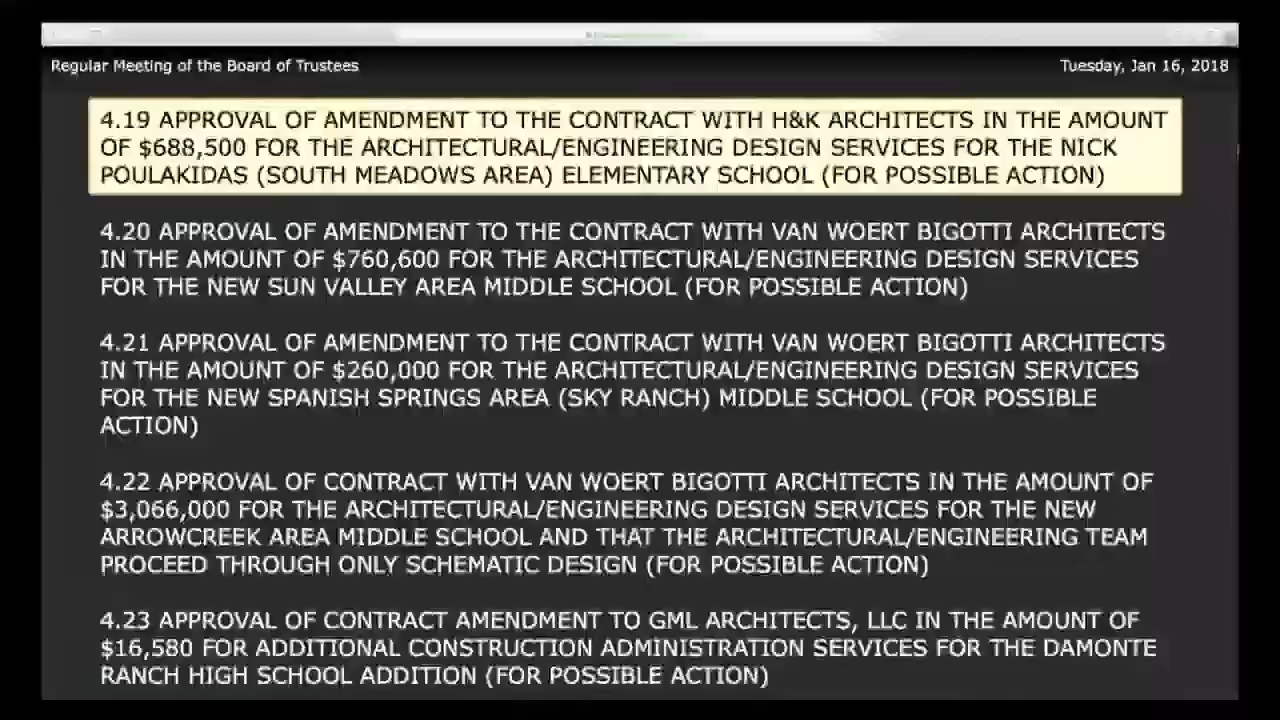 Regular Meeting of the Board of Trustees
Tuesday, Jan 16, 2018
4.19 APPROVAL OF AMENDMENT TO THE CONTRACT WITH H&K ARCHITECTS IN THE AMOUNT
OF $688,500 FOR THE ARCHITECTURAL/ENGINEERING DESIGN SERVICES FOR THE NICK
POULAKIDAS (SOUTH MEADOWS AREA) ELEMENTARY SCHOOL (FOR POSSIBLE ACTION)
4.20 APPROVAL OF AMENDMENT TO THE CONTRACT WITH VAN WOERT BIGOTTI ARCHITECTS
IN THE AMOUNT OF $760,600 FOR THE ARCHITECTURAL/ENGINEERING DESIGN SERVICES
FOR THE NEW SUN VALLEY AREA MIDDLE SCHOOL (FOR POSSIBLE ACTION)
4.21 APPROVAL OF AMENDMENT TO THE CONTRACT WITH VAN WOERT BIGOTTI ARCHITECTS
IN THE AMOUNT OF $260,000 FOR THE ARCHITECTURAL/ENGINEERING DESIGN SERVICES
FOR THE NEW SPANISH SPRINGS AREA (SKY RANCH) MIDDLE SCHOOL (FOR POSSIBLE
ACTION)
4.22 APPROVAL OF CONTRACT WITH VAN WOERT BIGOTTI ARCHITECTS IN THE AMOUNT OF
$3,066,000 FOR THE ARCHITECTURAL/ENGINEERING DESIGN SERVICES FOR THE NEW
ARROWCREEK AREA MIDDLE SCHOOL AND THAT THE ARCHITECTURAL/ENGINEERING TEAM
PROCEED THROUGH ONLY SCHEMATIC DESIGN (FOR POSSIBLE ACTION)
4.23 APPROVAL OF CONTRACT AMENDMENT TO GML ARCHITECTS, LLC IN THE AMOUNT OF
$16,580 FOR ADDITIONAL CONSTRUCTION ADMINISTRATION SERVICES FOR THE DAMONTE
RANCH HIGH SCHOOL ADDITION (FOR POSSIBLE ACTION)